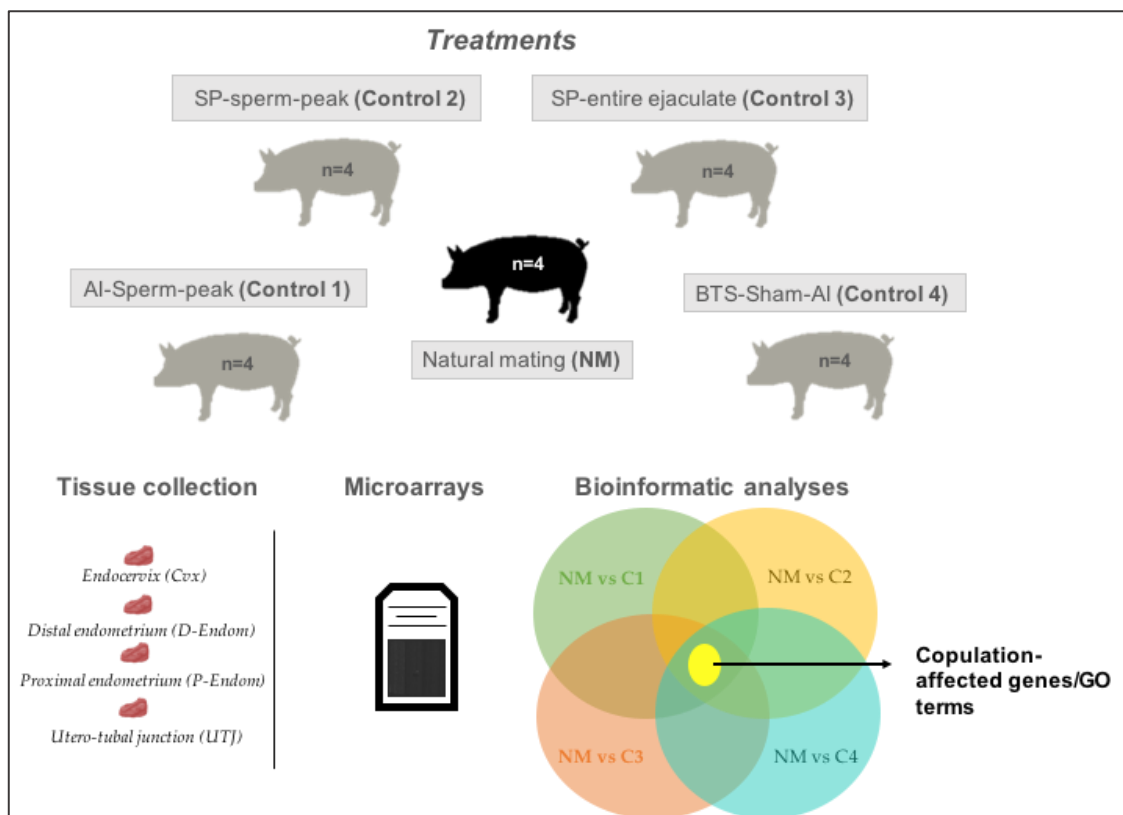 Treatments
SP-sperm-peak (Control 2)
SP-entire ejaculate (Control 3)
n=4
n=4
n=4
AI-Sperm-peak (Control 1)
BTS-Sham-AI (Control 4)
Natural mating (NM)
n=4
n=4
Tissue collection
Microarrays
Bioinformatic analyses
Endocervix (Cvx)
Distal endometrium (D-Endom)
Proximal endometrium (P-Endom)
Utero-tubal junction (UTJ)
NM vs C1
NM vs C2
NM vs C3
NM vs C4
Copulation-
affected genes/GO
terms